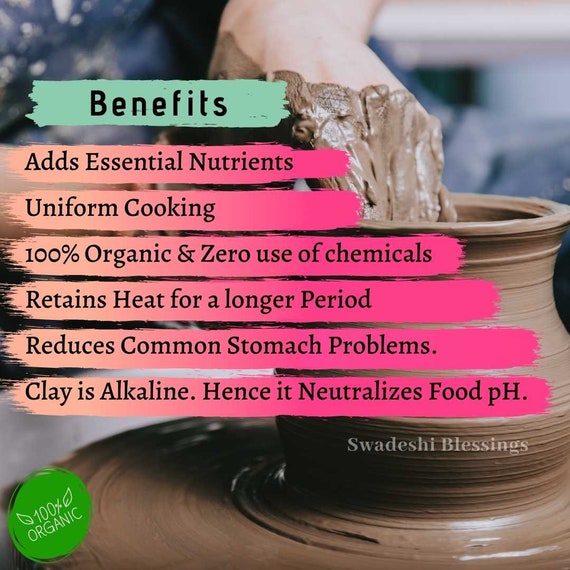 Benefits
Adds Essential Nutrients
Uniform Cooking
100% Organic & Zero use of chemicals
Retains Heat for a longer Period
Reduces Common Stomach Problems.
Clay is Alkaline. Hence it Neutralizes Food pH.
Swadeshi Blessings
100%
ORGANIC